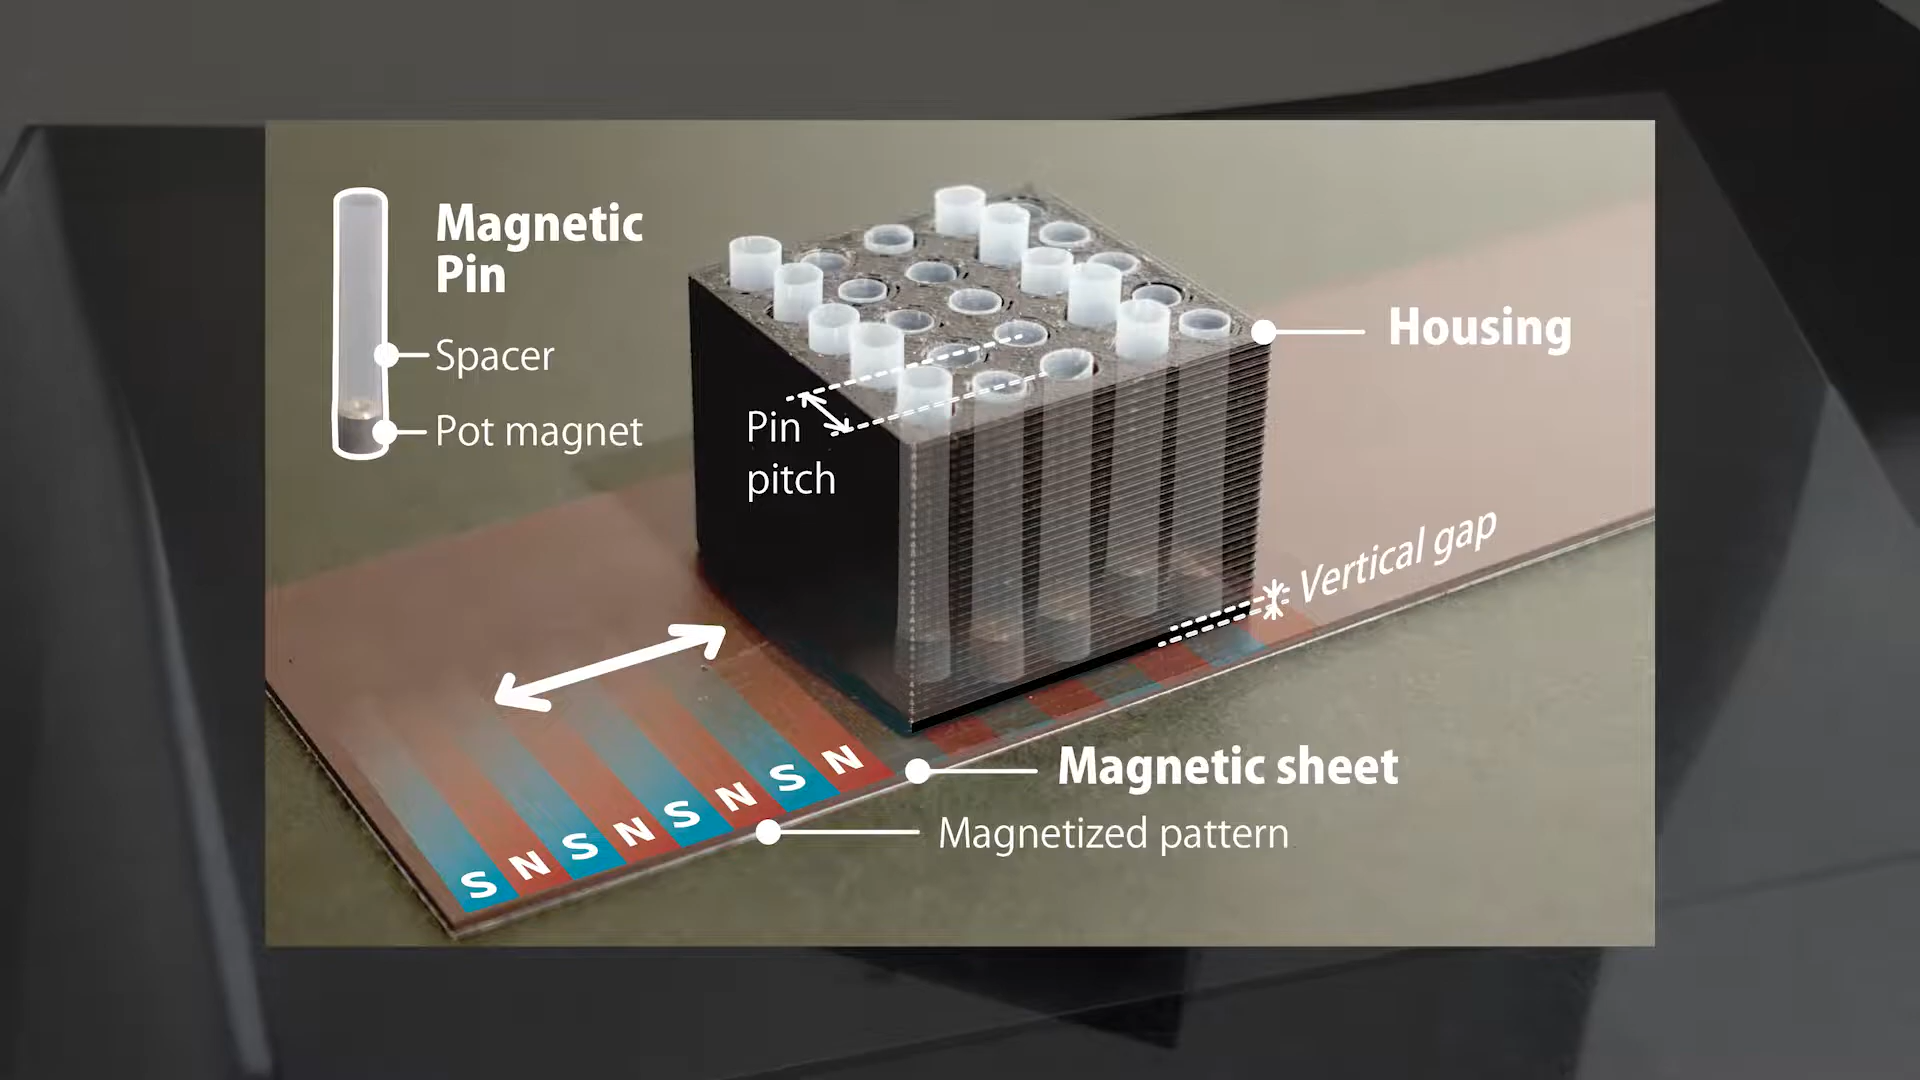 Magnetic
Pin
Spacer
Pot magnet
Housing
Pin
pitch
Vertical gap
S N S N S N S N
Magnetic sheet
Magnetized pattern